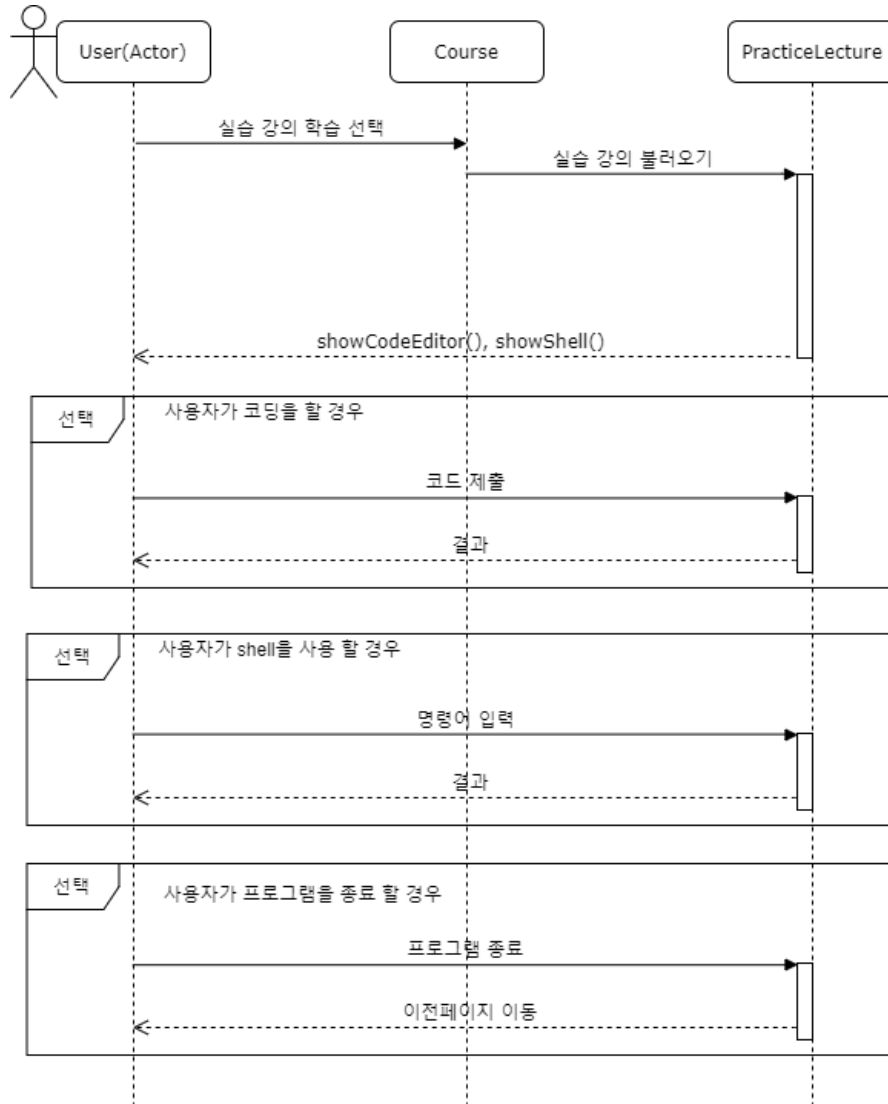 User(Actor)
Course
PracticeLecture
실습 강의 학습 선택
실습 강의 불러오기
showCodeEditor(), showShell()
선택
사용자가 코딩을 할 경우
코드 제출
결과
선택
사용자가 shell을 사용 할 경우
명령어 입력
결과
선택
사용자가 프로그램을 종료 할 경우
프로그램 종료
이전페이지 이동